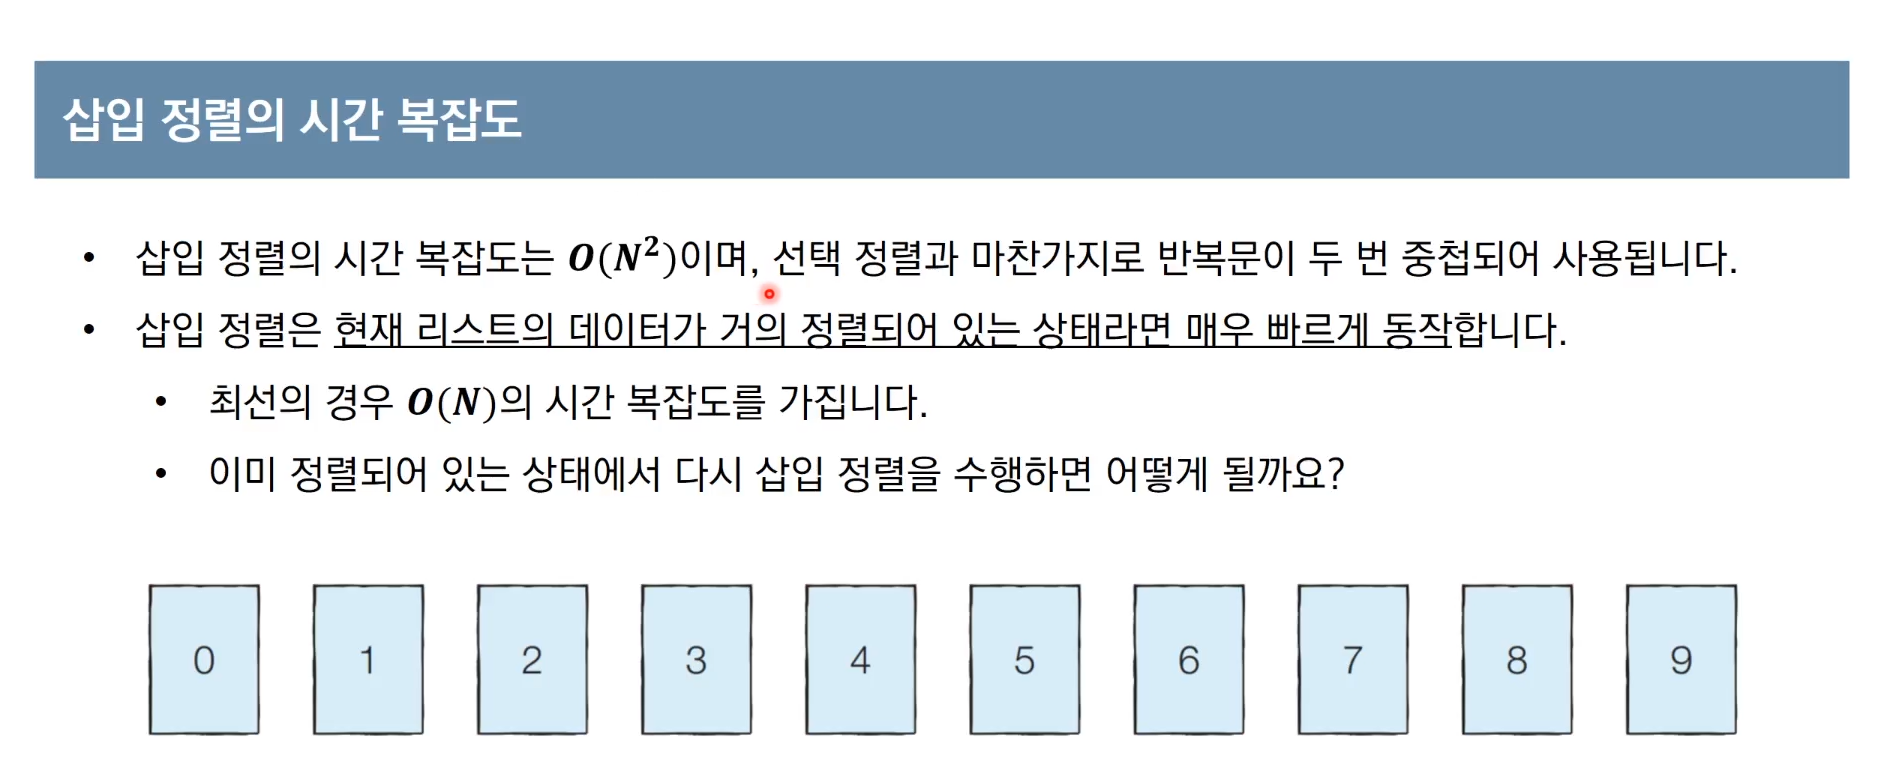 삽입 정렬의 시간 복잡도
• 삽입 정렬의 시간 복잡도는 O(N²)이며, 선택 정렬과 마찬가지로 반복문이 두 번 중첩되어 사용됩니다.
• 삽입 정렬은 현재 리스트의 데이터가 거의 정렬되어 있는 상태라면 매우 빠르게 동작합니다.
• 최선의 경우 O(N)의 시간 복잡도를 가집니다.
• 이미 정렬되어 있는 상태에서 다시 삽입 정렬을 수행하면 어떻게 될까요?
0 1 2 3 4 5 6 7 8 9